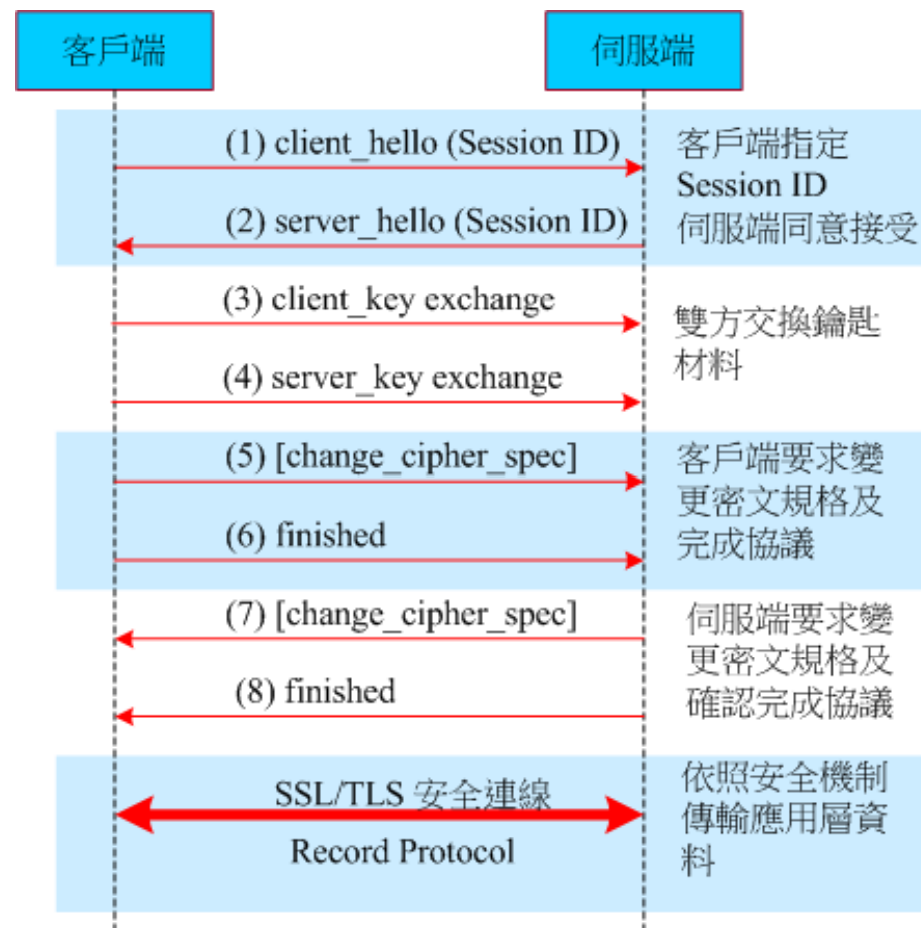 客戶端
伺服端
(1) client_hello (Session ID)
客戶端指定
Session ID
伺服端同意接受
(2) server_hello (Session ID)
(3) client_key exchange
雙方交換鑰匙
材料
(4) server_key exchange
(5) [change_cipher_spec]
客戶端要求變
更密文規格及
完成協議
(6) finished
(7) [change_cipher_spec]
伺服端要求變
更密文規格及
確認完成協議
(8) finished
SSL/TLS 安全連線
Record Protocol
依照安全機制
傳輸應用層資
料